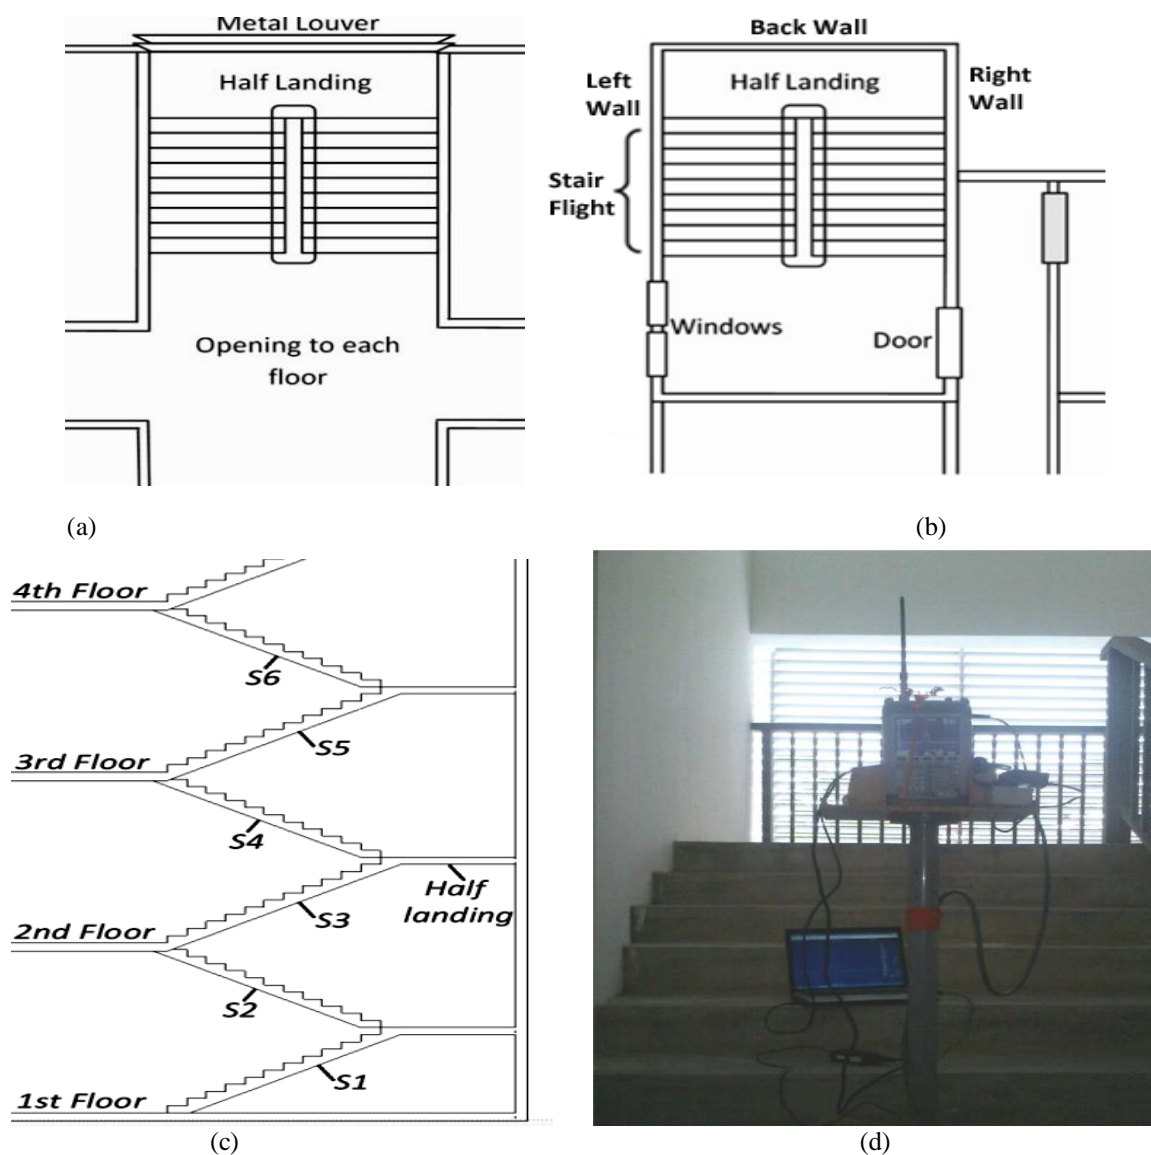 Metal Louver
Half Landing
Opening to each
floor
(a)
Back Wall
Left
Wall
Half Landing
Right
Wall
Stair
Flight
Windows
Door
(b)
4th Floor
S6
S5
3rd Floor
S4
Half
landing
S3
2nd Floor
S2
S1
1st Floor
(c)
(d)